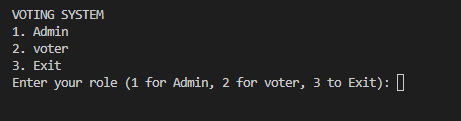 VOTING SYSTEM
1. Admin
2. voter
3. Exit
Enter your role (1 for Admin, 2 for voter, 3 to Exit):